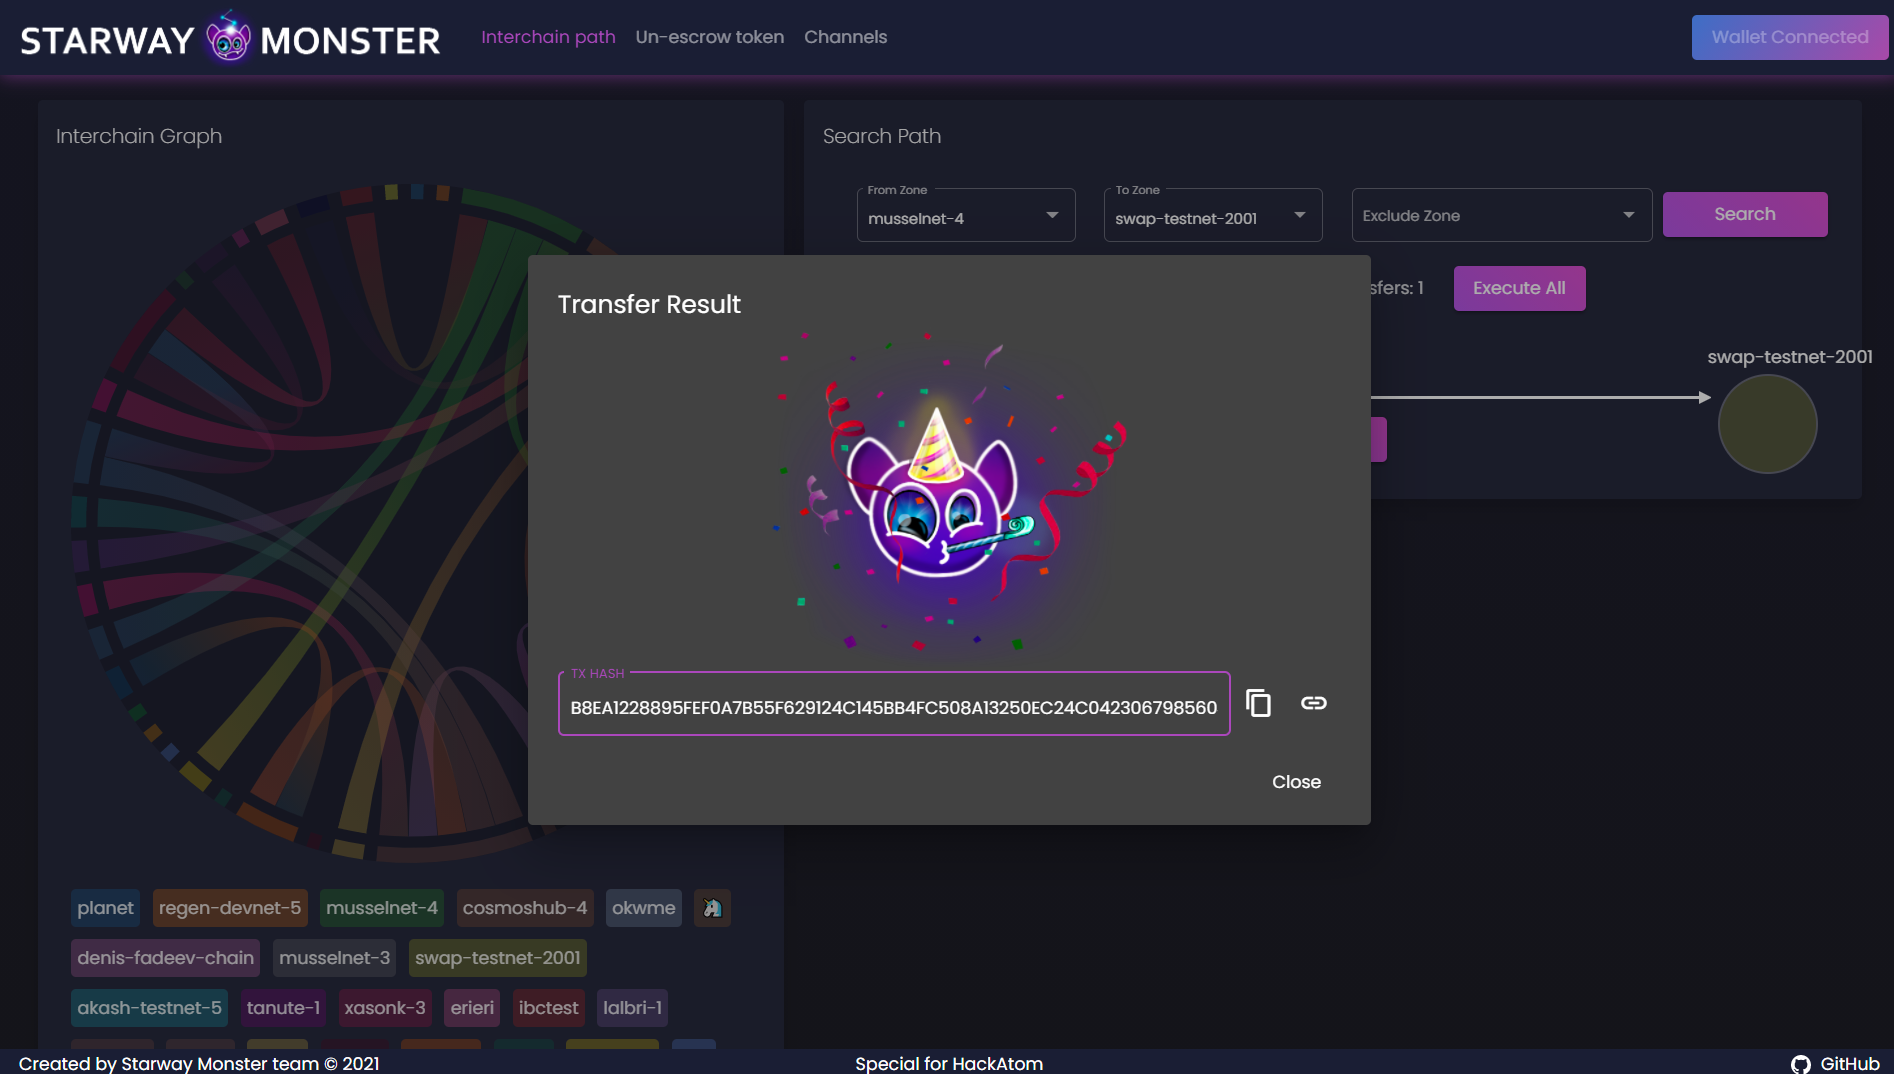 STARWAY MONSTER
Interchain path
Un-escrow token
Channels
Wallet Connected
Interchain Graph
Search Path
From Zone
musselnet-4
To Zone
swap-testnet-2001
Exclude Zone
Search
sfers: 1
Execute All
swap-testnet-2001
Transfer Result
TX HASH
B8EA1228895FEF0A7B55F629124C145BB4FC508A13250EC24C042306798560
Close
planet regen-devnet-5 musselnet-4 cosmoshub-4 okwme
denis-fadeev-chain musselnet-3 swap-testnet-2001
akash-testnet-5 tanute-1 xasonk-3 erieri ibctest lalbri-1
Created by Starway Monster team © 2021
Special for HackAtom
GitHub